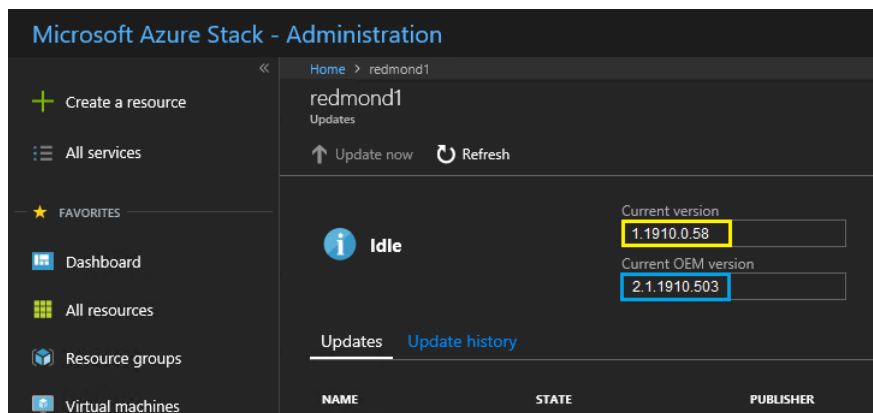 Microsoft Azure Stack - Administration
«
Home > redmond1
redmond1
Updates
Create a resource
All services
Update now Refresh
FAVORITES
Dashboard
All resources
Resource groups
Virtual machines
Idle
Current version
1.1910.0.58
Current OEM version
2.1.1910.503
Updates Update history
NAME STATE PUBLISHER